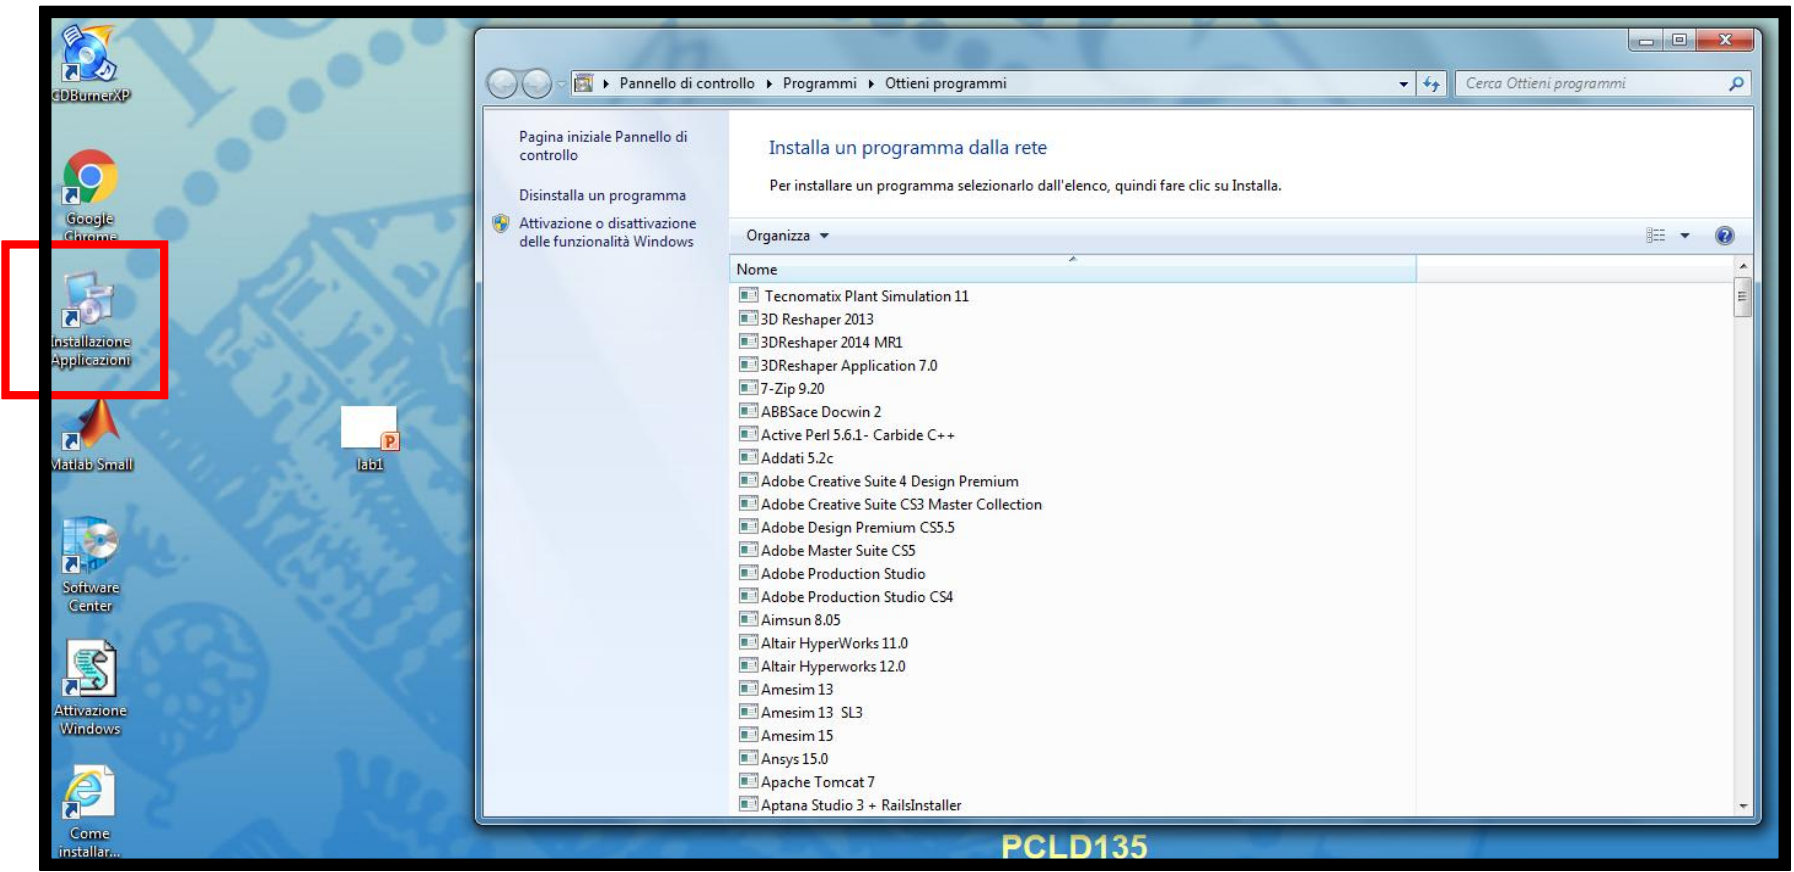 CDBurnerXP
Google
Chrome
Installazione
Applicazioni
Matlab Small
lab1
Software
Center
Attivazione
Windows
Come
installar...
Pannello di controllo
Programmi
Ottieni programmi
Cerca Ottieni programmi
Pagina iniziale Pannello di
controllo
Disinstalla un programma
Attivazione o disattivazione
delle funzionalità Windows
Installa un programma dalla rete
Per installare un programma selezionarlo dall'elenco, quindi fare clic su Installa.
Organizza
Nome
Tecnomatix Plant Simulation 11
3D Reshaper 2013
3DReshaper 2014 MR1
3DReshaper Application 7.0
7-Zip 9.20
ABBSace Docwin 2
Active Perl 5.6.1- Carbide C++
Addati 5.2c
Adobe Creative Suite 4 Design Premium
Adobe Creative Suite CS3 Master Collection
Adobe Design Premium CS5.5
Adobe Master Suite CS5
Adobe Production Studio
Adobe Production Studio CS4
Aimsun 8.05
Altair HyperWorks 11.0
Altair Hyperworks 12.0
Amesim 13
Amesim 13 SL3
Amesim 15
Ansys 15.0
Apache Tomcat 7
Aptana Studio 3 + RailsInstaller
PCLD135